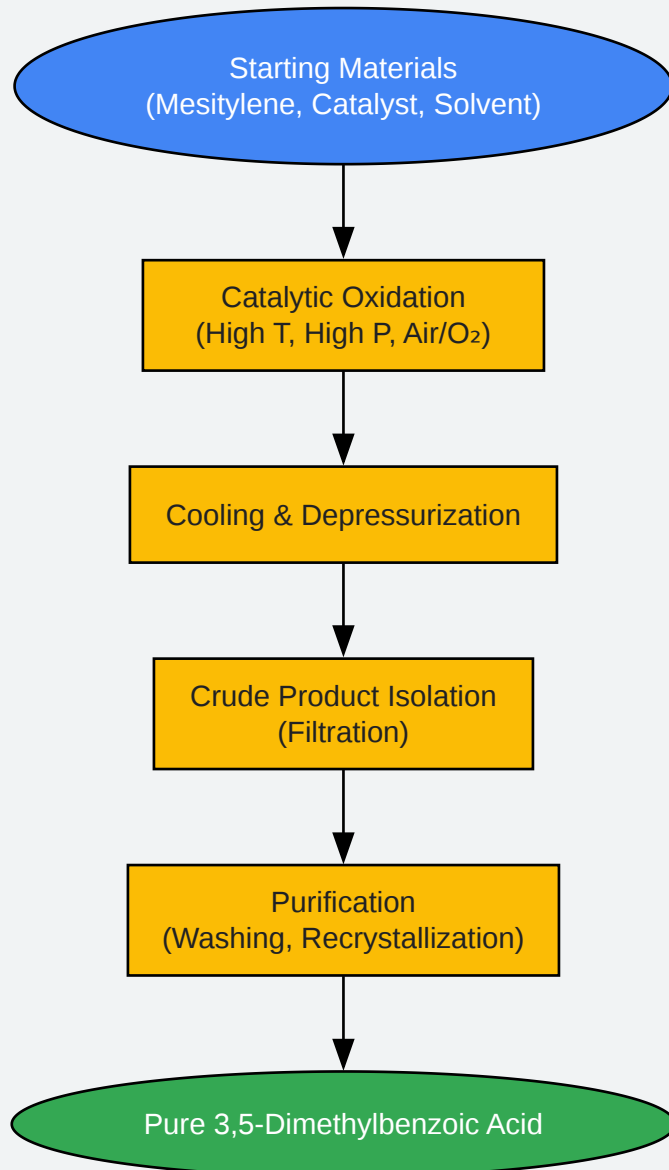 Starting Materials
(Mesitylene, Catalyst, Solvent)
Catalytic Oxidation
(High T, High P, Air/O₂)
Cooling & Depressurization
Crude Product Isolation
(Filtration)
Purification
(Washing, Recrystallization)
Pure 3,5-Dimethylbenzoic Acid